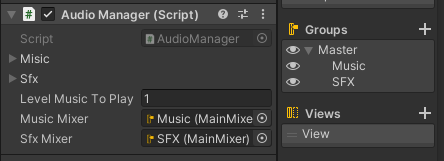 Audio Manager (Script)
Script
AudioManager
Misic
Sfx
Level Music To Play
1
Music Mixer
Music (MainMixe
Sfx Mixer
SFX (MainMixer)
Groups
Master
Music
SFX
Views
View